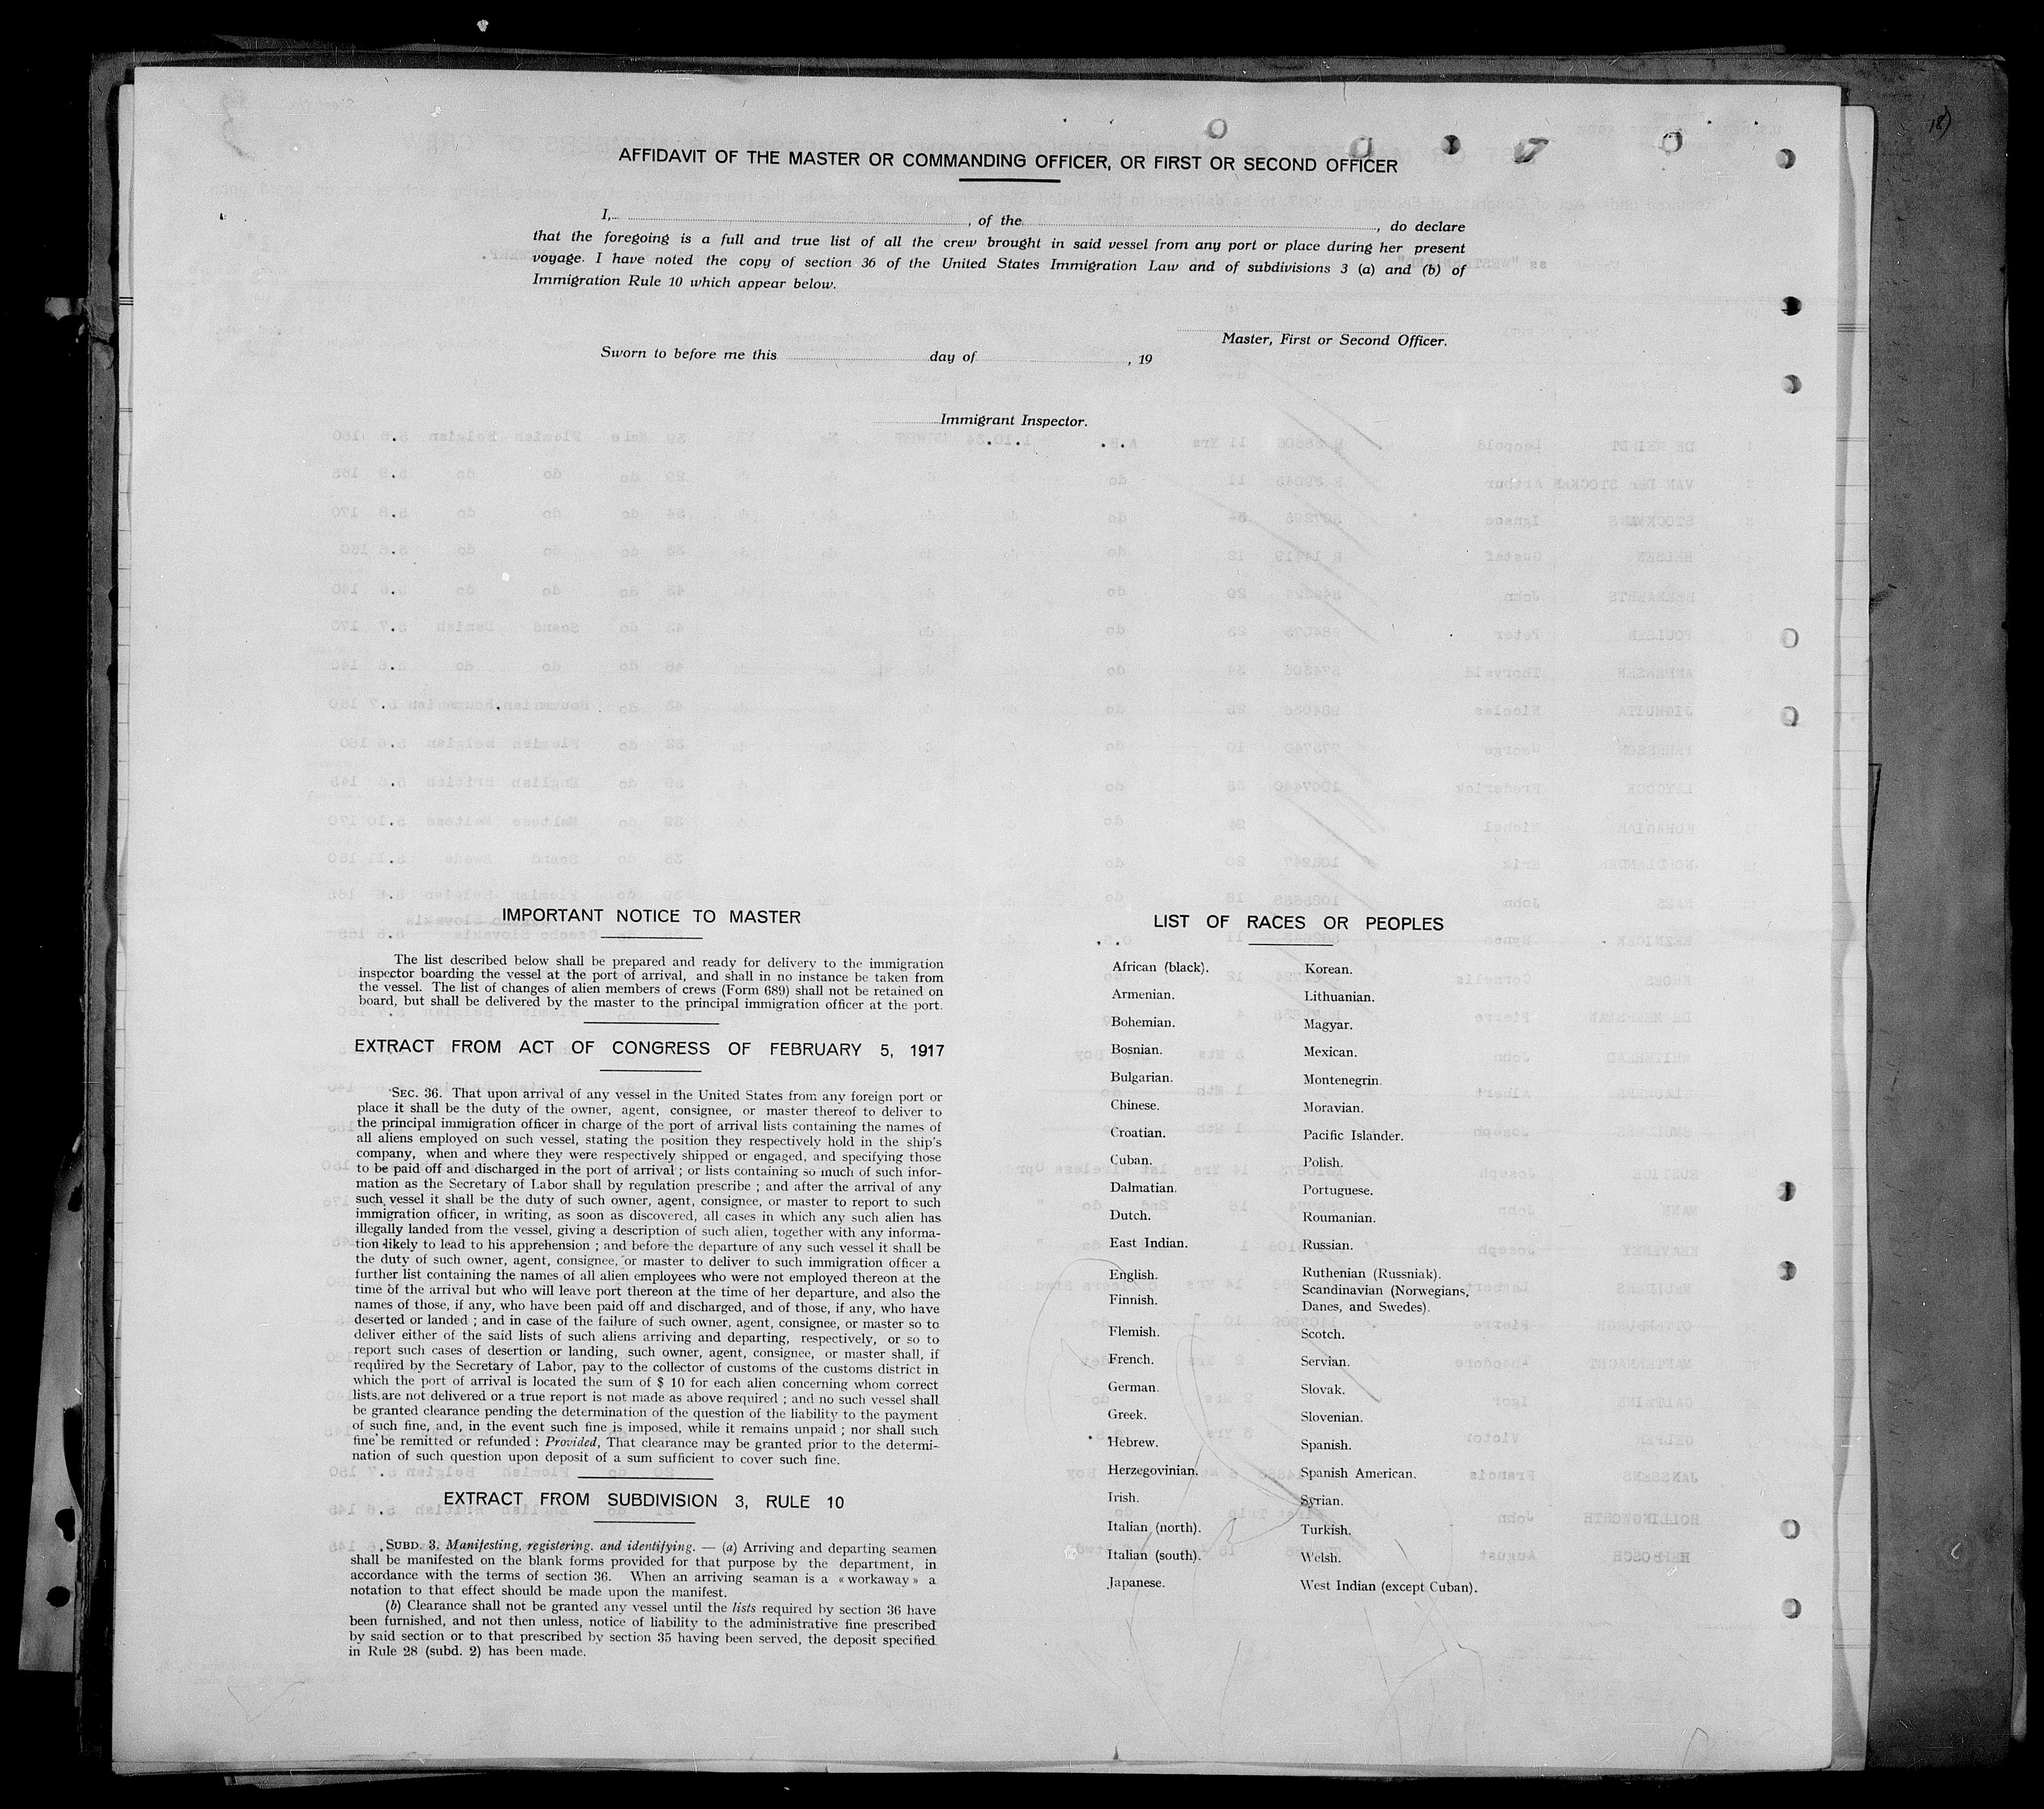 18)
AFFIDAVIT OF THE MASTER OR COMMANDING OFFICER, OR FIRST OR SECOND OFFICER
I, , of the , do declare
that the foregoing is a full and true list of all the crew brought in said vessel from any port or place during her present
voyage. I have noted the copy of section 36 of the United States Immigration Law and of subdivisions 3 (a) and (b) of
Immigration Rule 10 which appear below.
Master, First or Second Officer.
Sworn to before me this day of , 19
Immigrant Inspector.
IMPORTANT NOTICE TO MASTER
The list described below shall be prepared and ready for delivery to the immigration
inspector boarding the vessel at the port of arrival, and shall in no instance be taken from
the vessel. The list of changes of alien members of crews (Form 689) shall not be retained on
board, but shall be delivered by the master to the principal immigration officer at the port.
EXTRACT FROM ACT OF CONGRESS OF FEBRUARY 5, 1917
SEC. 36. That upon arrival of any vessel in the United States from any foreign port or
place it shall be the duty of the owner, agent, consignee, or master thereof to deliver to
the principal immigration officer in charge of the port of arrival lists containing the names of
all aliens employed on such vessel, stating the position they respectively hold in the ship's
company, when and where they were respectively shipped or engaged, and specifying those
to be paid off and discharged in the port of arrival ; or lists containing so much of such infor-
mation as the Secretary of Labor shall by regulation prescribe ; and after the arrival of any
such vessel it shall be the duty of such owner, agent, consignee, or master to report to such
immigration officer, in writing, as soon as discovered, all cases in which any such alien has
illegally landed from the vessel, giving a description of such alien, together with any informa-
tion likely to lead to his apprehension ; and before the departure of any such vessel it shall be
the duty of such owner, agent, consignee, or master to deliver to such immigration officer a
further list containing the names of all alien employees who were not employed thereon at the
time of the arrival but who will leave port thereon at the time of her departure, and also the
names of those, if any, who have been paid off and discharged, and of those, if any, who have
deserted or landed ; and in case of the failure of such owner, agent, consignee, or master so to
deliver either of the said lists of such aliens arriving and departing, respectively, or so to
report such cases of desertion or landing, such owner, agent, consignee, or master shall, if
required by the Secretary of Labor, pay to the collector of customs of the customs district in
which the port of arrival is located the sum of $ 10 for each alien concerning whom correct
lists are not delivered or a true report is not made as above required ; and no such vessel shall
be granted clearance pending the determination of the question of the liability to the payment
of such fine, and, in the event such fine is imposed, while it remains unpaid ; nor shall such
fine be remitted or refunded : Provided, That clearance may be granted prior to the determi-
nation of such question upon deposit of a sum sufficient to cover such fine.
EXTRACT FROM SUBDIVISION 3, RULE 10
SUBD. 3. Manifesting, registering, and identifying. — (a) Arriving and departing seamen
shall be manifested on the blank forms provided for that purpose by the department, in
accordance with the terms of section 36. When an arriving seaman is a « workaway » a
notation to that effect should be made upon the manifest.
(b) Clearance shall not be granted any vessel until the lists required by section 36 have
been furnished, and not then unless, notice of liability to the administrative fine prescribed
by said section or to that prescribed by section 35 having been served, the deposit specified
in Rule 28 (subd. 2) has been made.
LIST OF RACES OR PEOPLES
African (black).
Armenian.
Bohemian.
Bosnian.
Bulgarian.
Chinese.
Croatian.
Cuban.
Dalmatian.
Dutch.
East Indian.
English.
Finnish.
Flemish.
French.
German.
Greek.
Hebrew.
Herzegovinian.
Irish.
Italian (north).
Italian (south).
Japanese.
Korean.
Lithuanian.
Magyar.
Mexican.
Montenegrin.
Moravian.
Pacific Islander.
Polish.
Portuguese.
Roumanian.
Russian.
Ruthenian (Russniak).
Scandinavian (Norwegians,
Danes, and Swedes).
Scotch.
Servian.
Slovak.
Slovenian.
Spanish.
Spanish American.
Syrian.
Turkish.
Welsh.
West Indian (except Cuban).